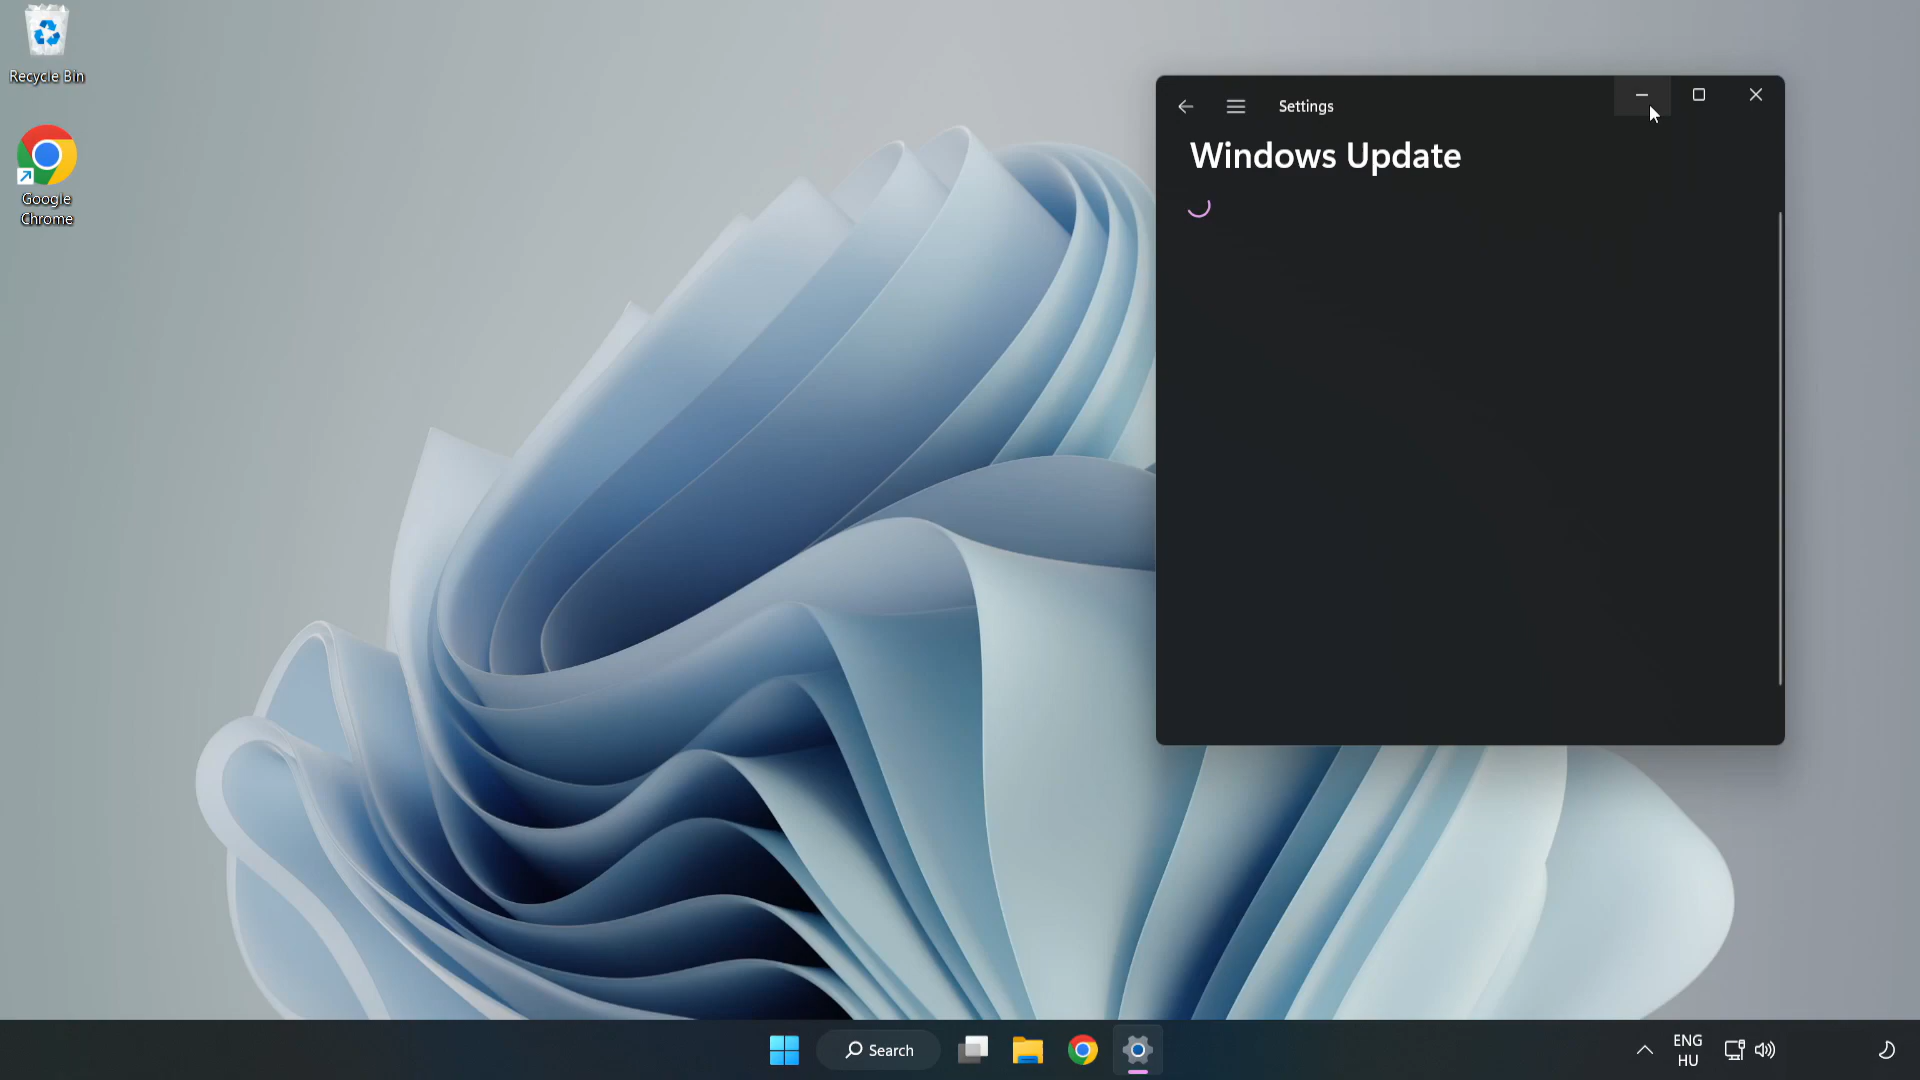 Recycle Bin
Google
Chrome
Settings
Windows Update
Search
ENG
HU